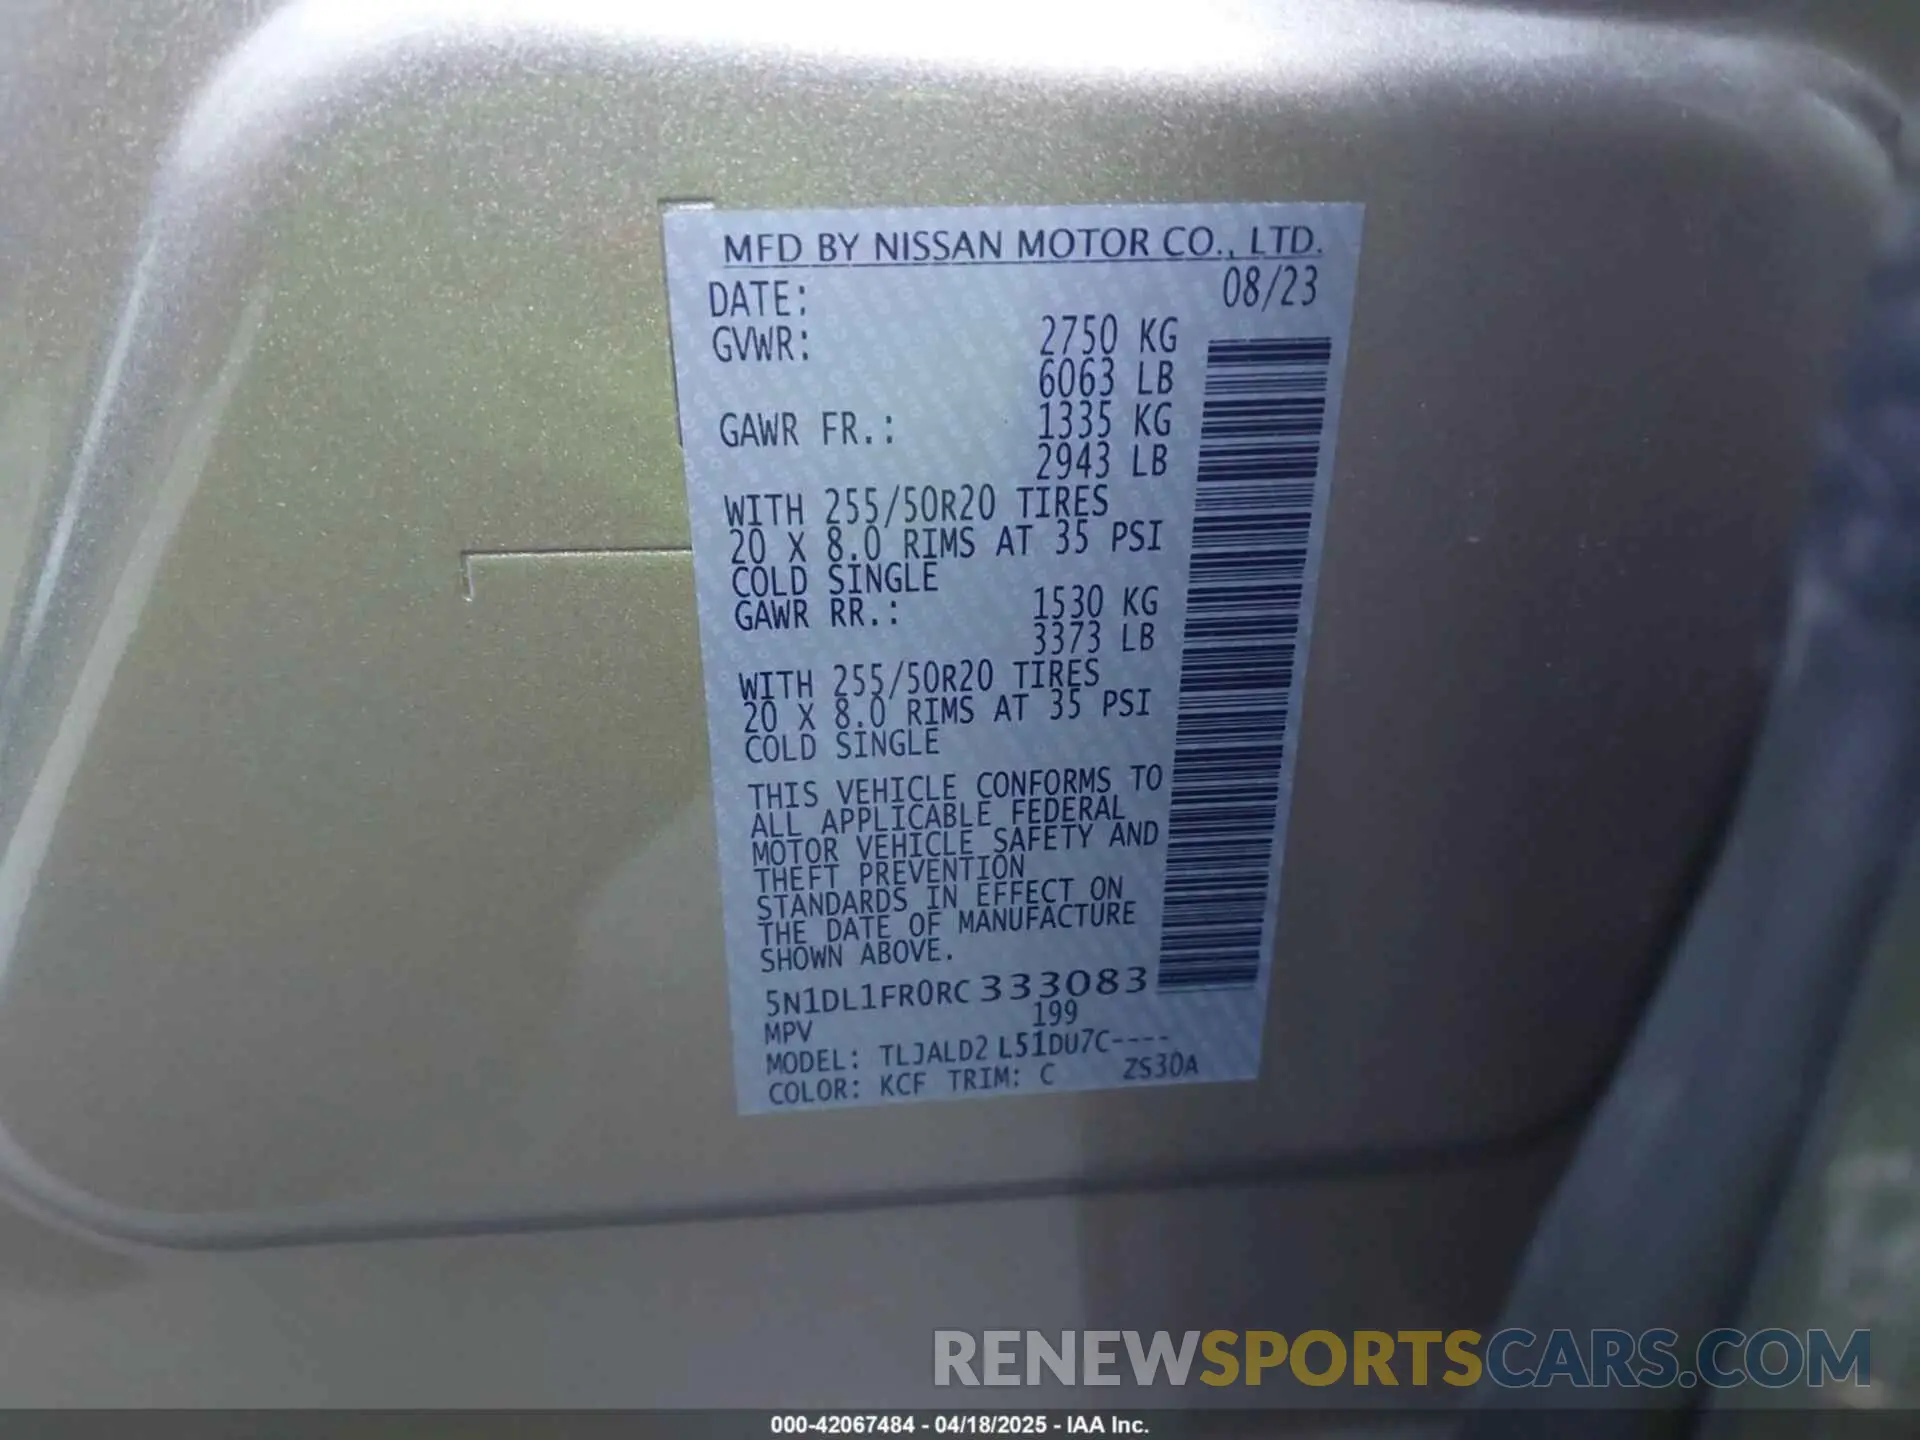 MFD BY NISSAN MOTOR CO., LTD.
DATE: 08/23
GVWR: 2750 KG
6063 LB
GAWR FR.: 1335 KG
2943 LB
WITH 255/50R20 TIRES
20 X 8.0 RIMS AT 35 PSI
COLD SINGLE
GAWR RR.: 1530 KG
3373 LB
WITH 255/50R20 TIRES
20 X 8.0 RIMS AT 35 PSI
COLD SINGLE
THIS VEHICLE CONFORMS TO
ALL APPLICABLE FEDERAL
MOTOR VEHICLE SAFETY AND
THEFT PREVENTION
STANDARDS IN EFFECT ON
THE DATE OF MANUFACTURE
SHOWN ABOVE.
5N1DL1FR0RC333083
MPV 199
MODEL: TLJALD2 L51DU7C----
COLOR: KCF TRIM: C ZS30A
RENEWSPORTSCARS.COM
000-42067484 - 04/18/2025 - IAA Inc.